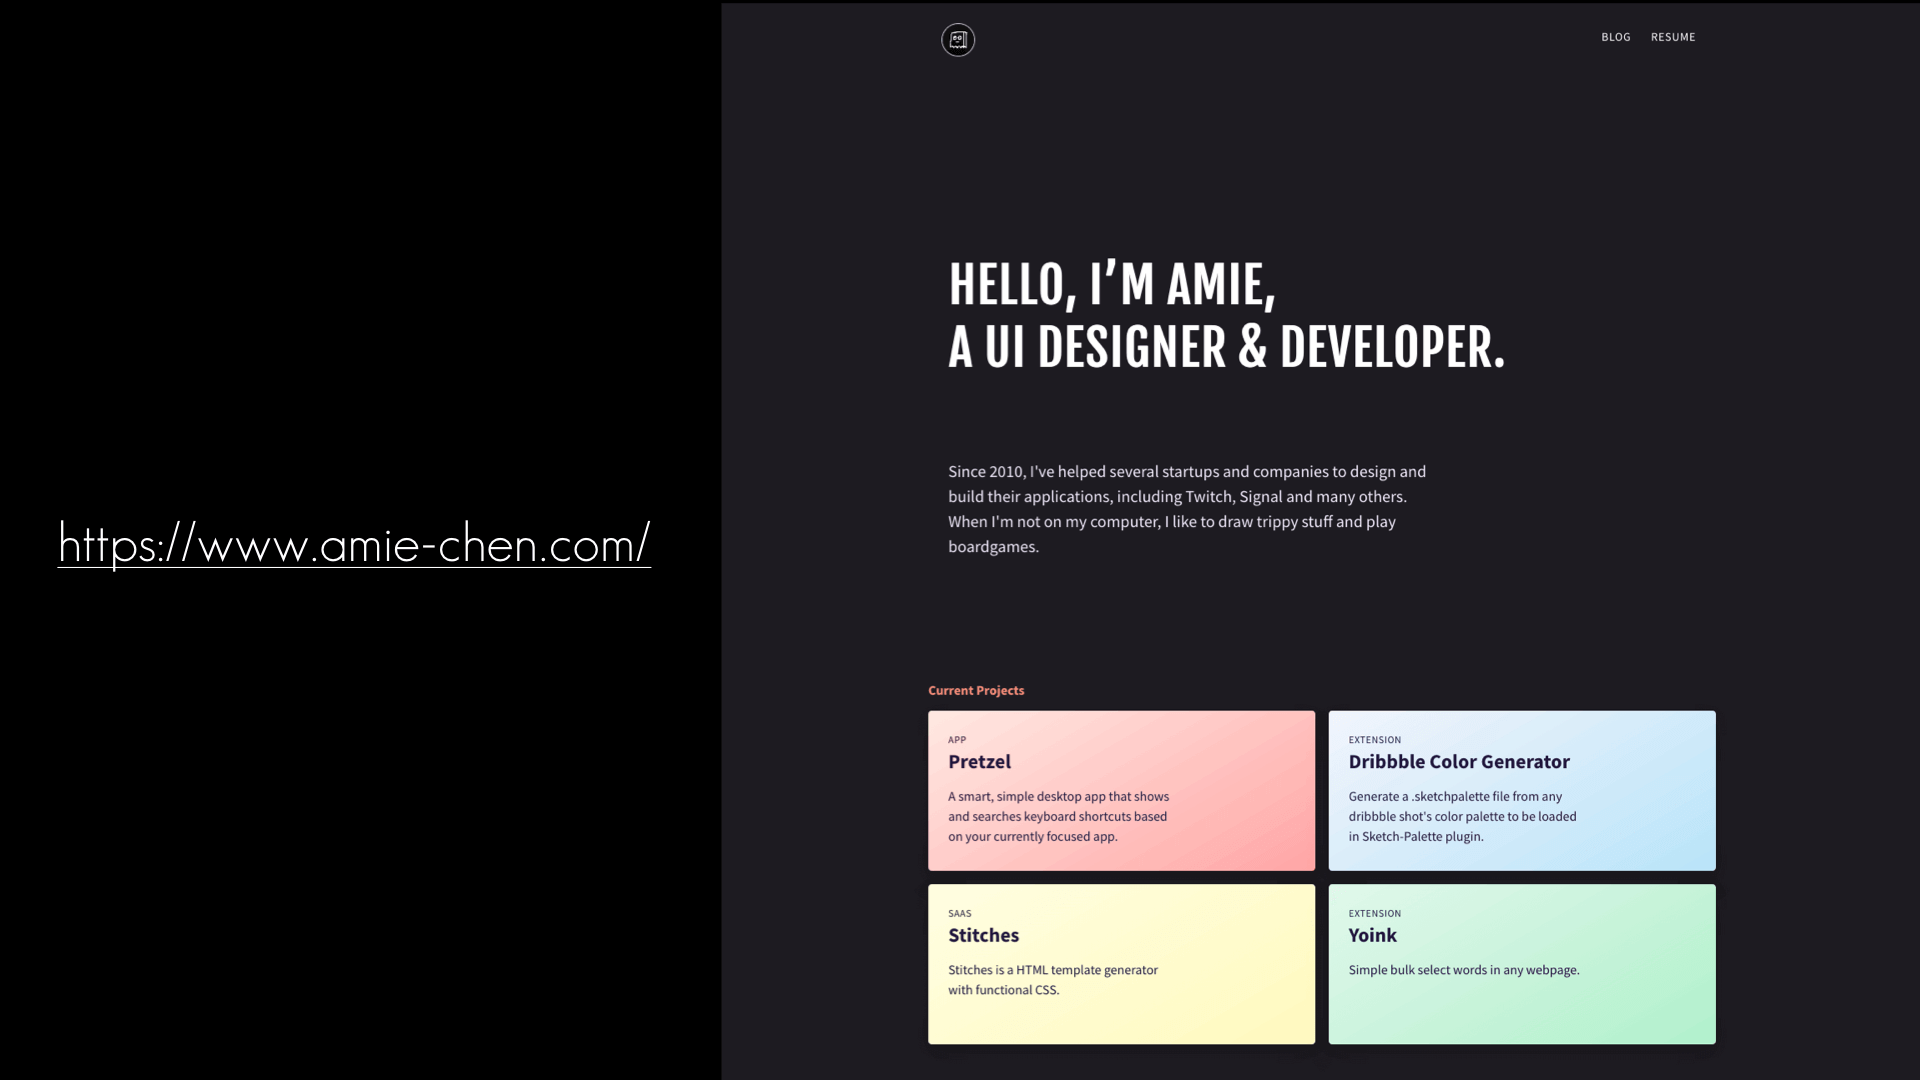 https://www.amie-chen.com/
BLOG RESUME
HELLO, I’M AMIE,
A UI DESIGNER & DEVELOPER.
Since 2010, I've helped several startups and companies to design and
build their applications, including Twitch, Signal and many others.
When I'm not on my computer, I like to draw trippy stuff and play
boardgames.
Current Projects
APP
Pretzel
A smart, simple desktop app that shows
and searches keyboard shortcuts based
on your currently focused app.
EXTENSION
Dribbble Color Generator
Generate a .sketchpalette file from any
dribbble shot's color palette to be loaded
in Sketch-Palette plugin.
SAAS
Stitches
Stitches is a HTML template generator
with functional CSS.
EXTENSION
Yoink
Simple bulk select words in any webpage.